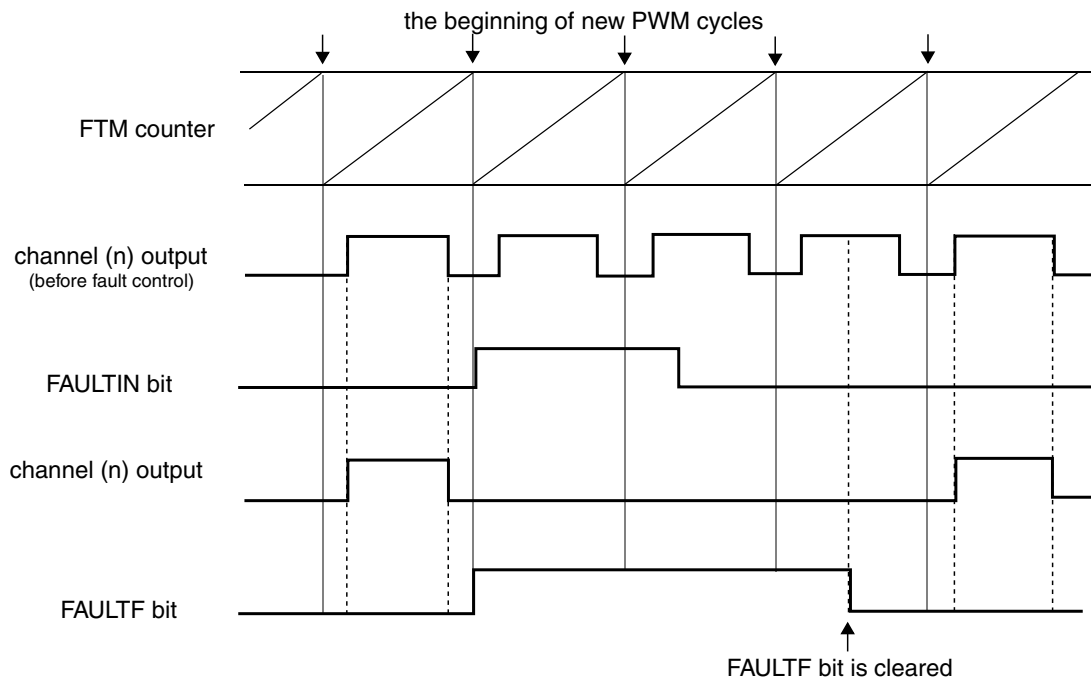 the beginning of new PWM cycles
FTM counter
channel (n) output
(before fault control)
FAULTIN bit
channel (n) output
FAULTF bit
FAULTF bit is cleared